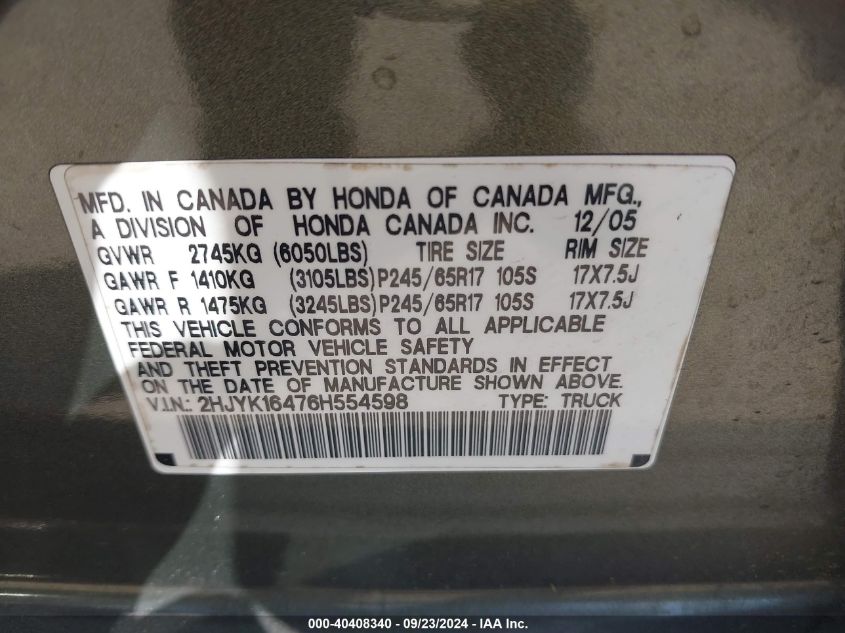 MFD. IN CANADA BY HONDA OF CANADA MFG.,
A DIVISION OF HONDA CANADA INC. 12/05
GVWR 2745KG (6050LBS) TIRE SIZE RIM SIZE
GAWR F 1410KG (3105LBS) P245/65R17 105S 17X7.5J
GAWR R 1475KG (3245LBS) P245/65R17 105S 17X7.5J
THIS VEHICLE CONFORMS TO ALL APPLICABLE
FEDERAL MOTOR VEHICLE SAFETY
AND THEFT PREVENTION STANDARDS IN EFFECT
ON THE DATE OF MANUFACTURE SHOWN ABOVE.
V.I.N.: 2HJYK16476H554598 TYPE: TRUCK
000-40408340 / 09/23/2024 - IAA Inc.